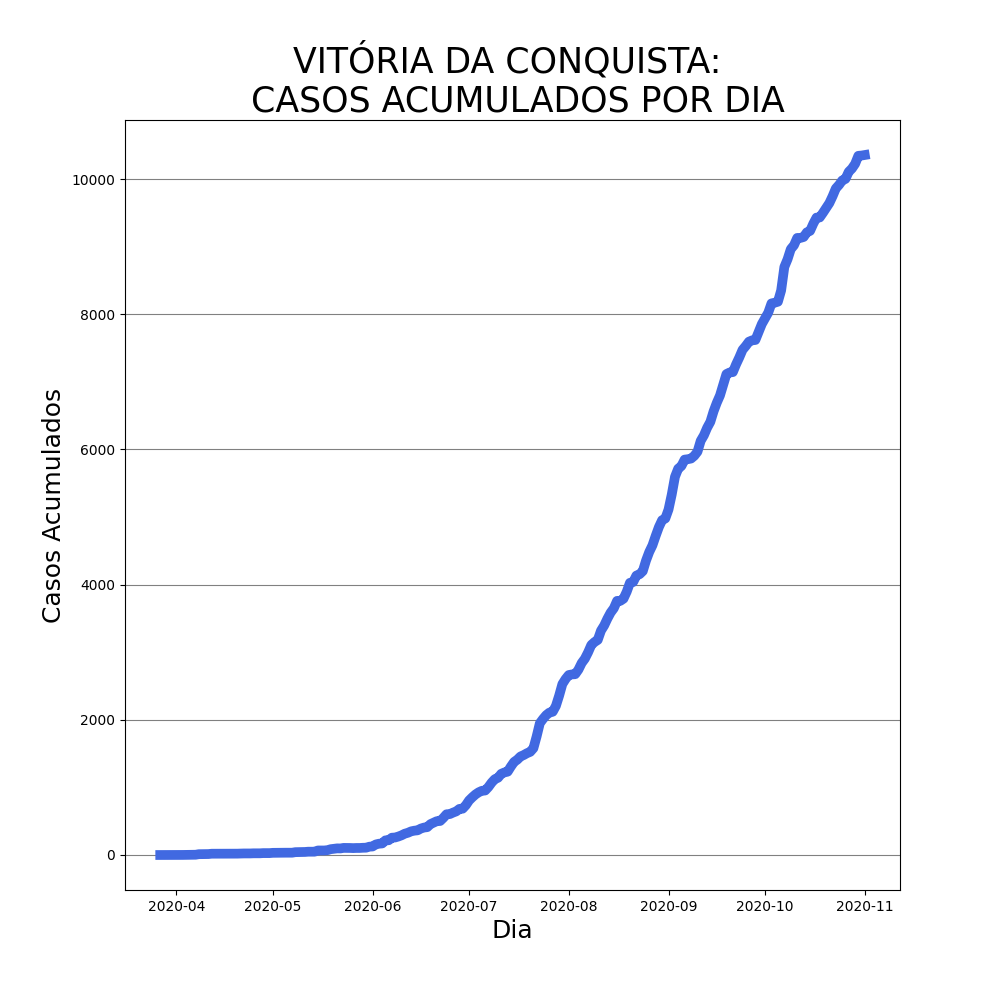 VITÓRIA DA CONQUISTA:
CASOS ACUMULADOS POR DIA
Casos Acumulados
10000
8000
6000
4000
2000
0
2020-04 2020-05 2020-06 2020-07 2020-08 2020-09 2020-10 2020-11
Dia